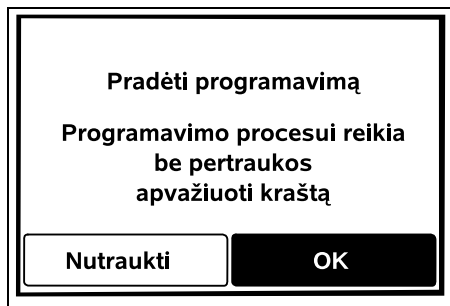 Pradėti programavimą
Programavimo procesui reikia
be pertraukos
apvažiuoti kraštą
Nutraukti
OK